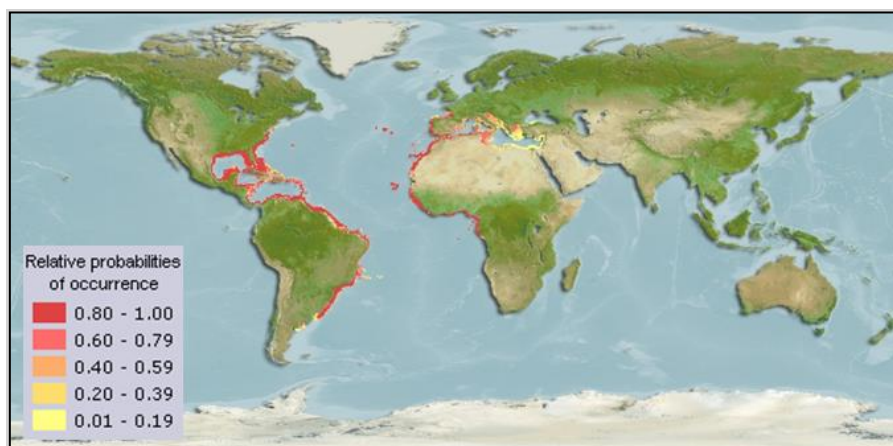 Relative probabilities
of occurrence
0.80 - 1.00
0.60 - 0.79
0.40 - 0.59
0.20 - 0.39
0.01 - 0.19